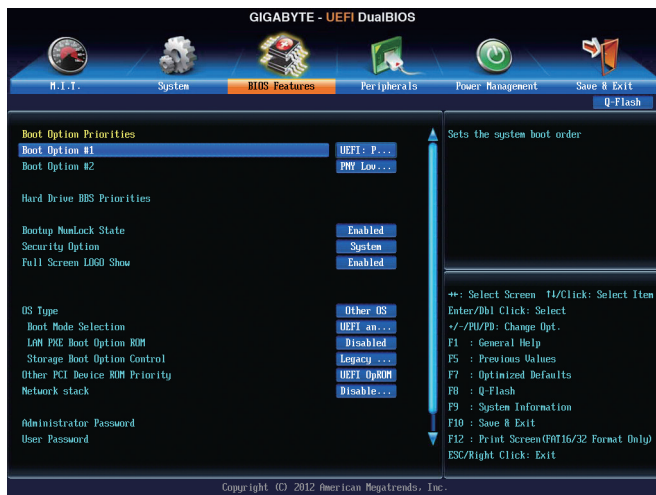 GIGABYTE - UEFI DualBIOS
M.I.T.
System
BIOS Features
Peripherals
Power Management
Save & Exit
Q-Flash
Boot Option Priorities
Boot Option #1 UEFI: P...
Boot Option #2 PNY Lov...
Hard Drive BBS Priorities
Bootup NumLock State Enabled
Security Option System
Full Screen LOGO Show Enabled
OS Type Other OS
Boot Mode Selection UEFI an...
LAN PXE Boot Option ROM Disabled
Storage Boot Option Control Legacy ...
Other PCI Device ROM Priority UEFI OpROM
Network stack Disable...
Administrator Password
User Password
Sets the system boot order
→←: Select Screen ↑↓/Click: Select Item
Enter/Dbl Click: Select
+/-/PU/PD: Change Opt.
F1 : General Help
F5 : Previous Values
F7 : Optimized Defaults
F8 : Q-Flash
F9 : System Information
F10 : Save & Exit
F12 : Print Screen(FAT16/32 Format Only)
ESC/Right Click: Exit
Copyright (C) 2012 American Megatrends, Inc.